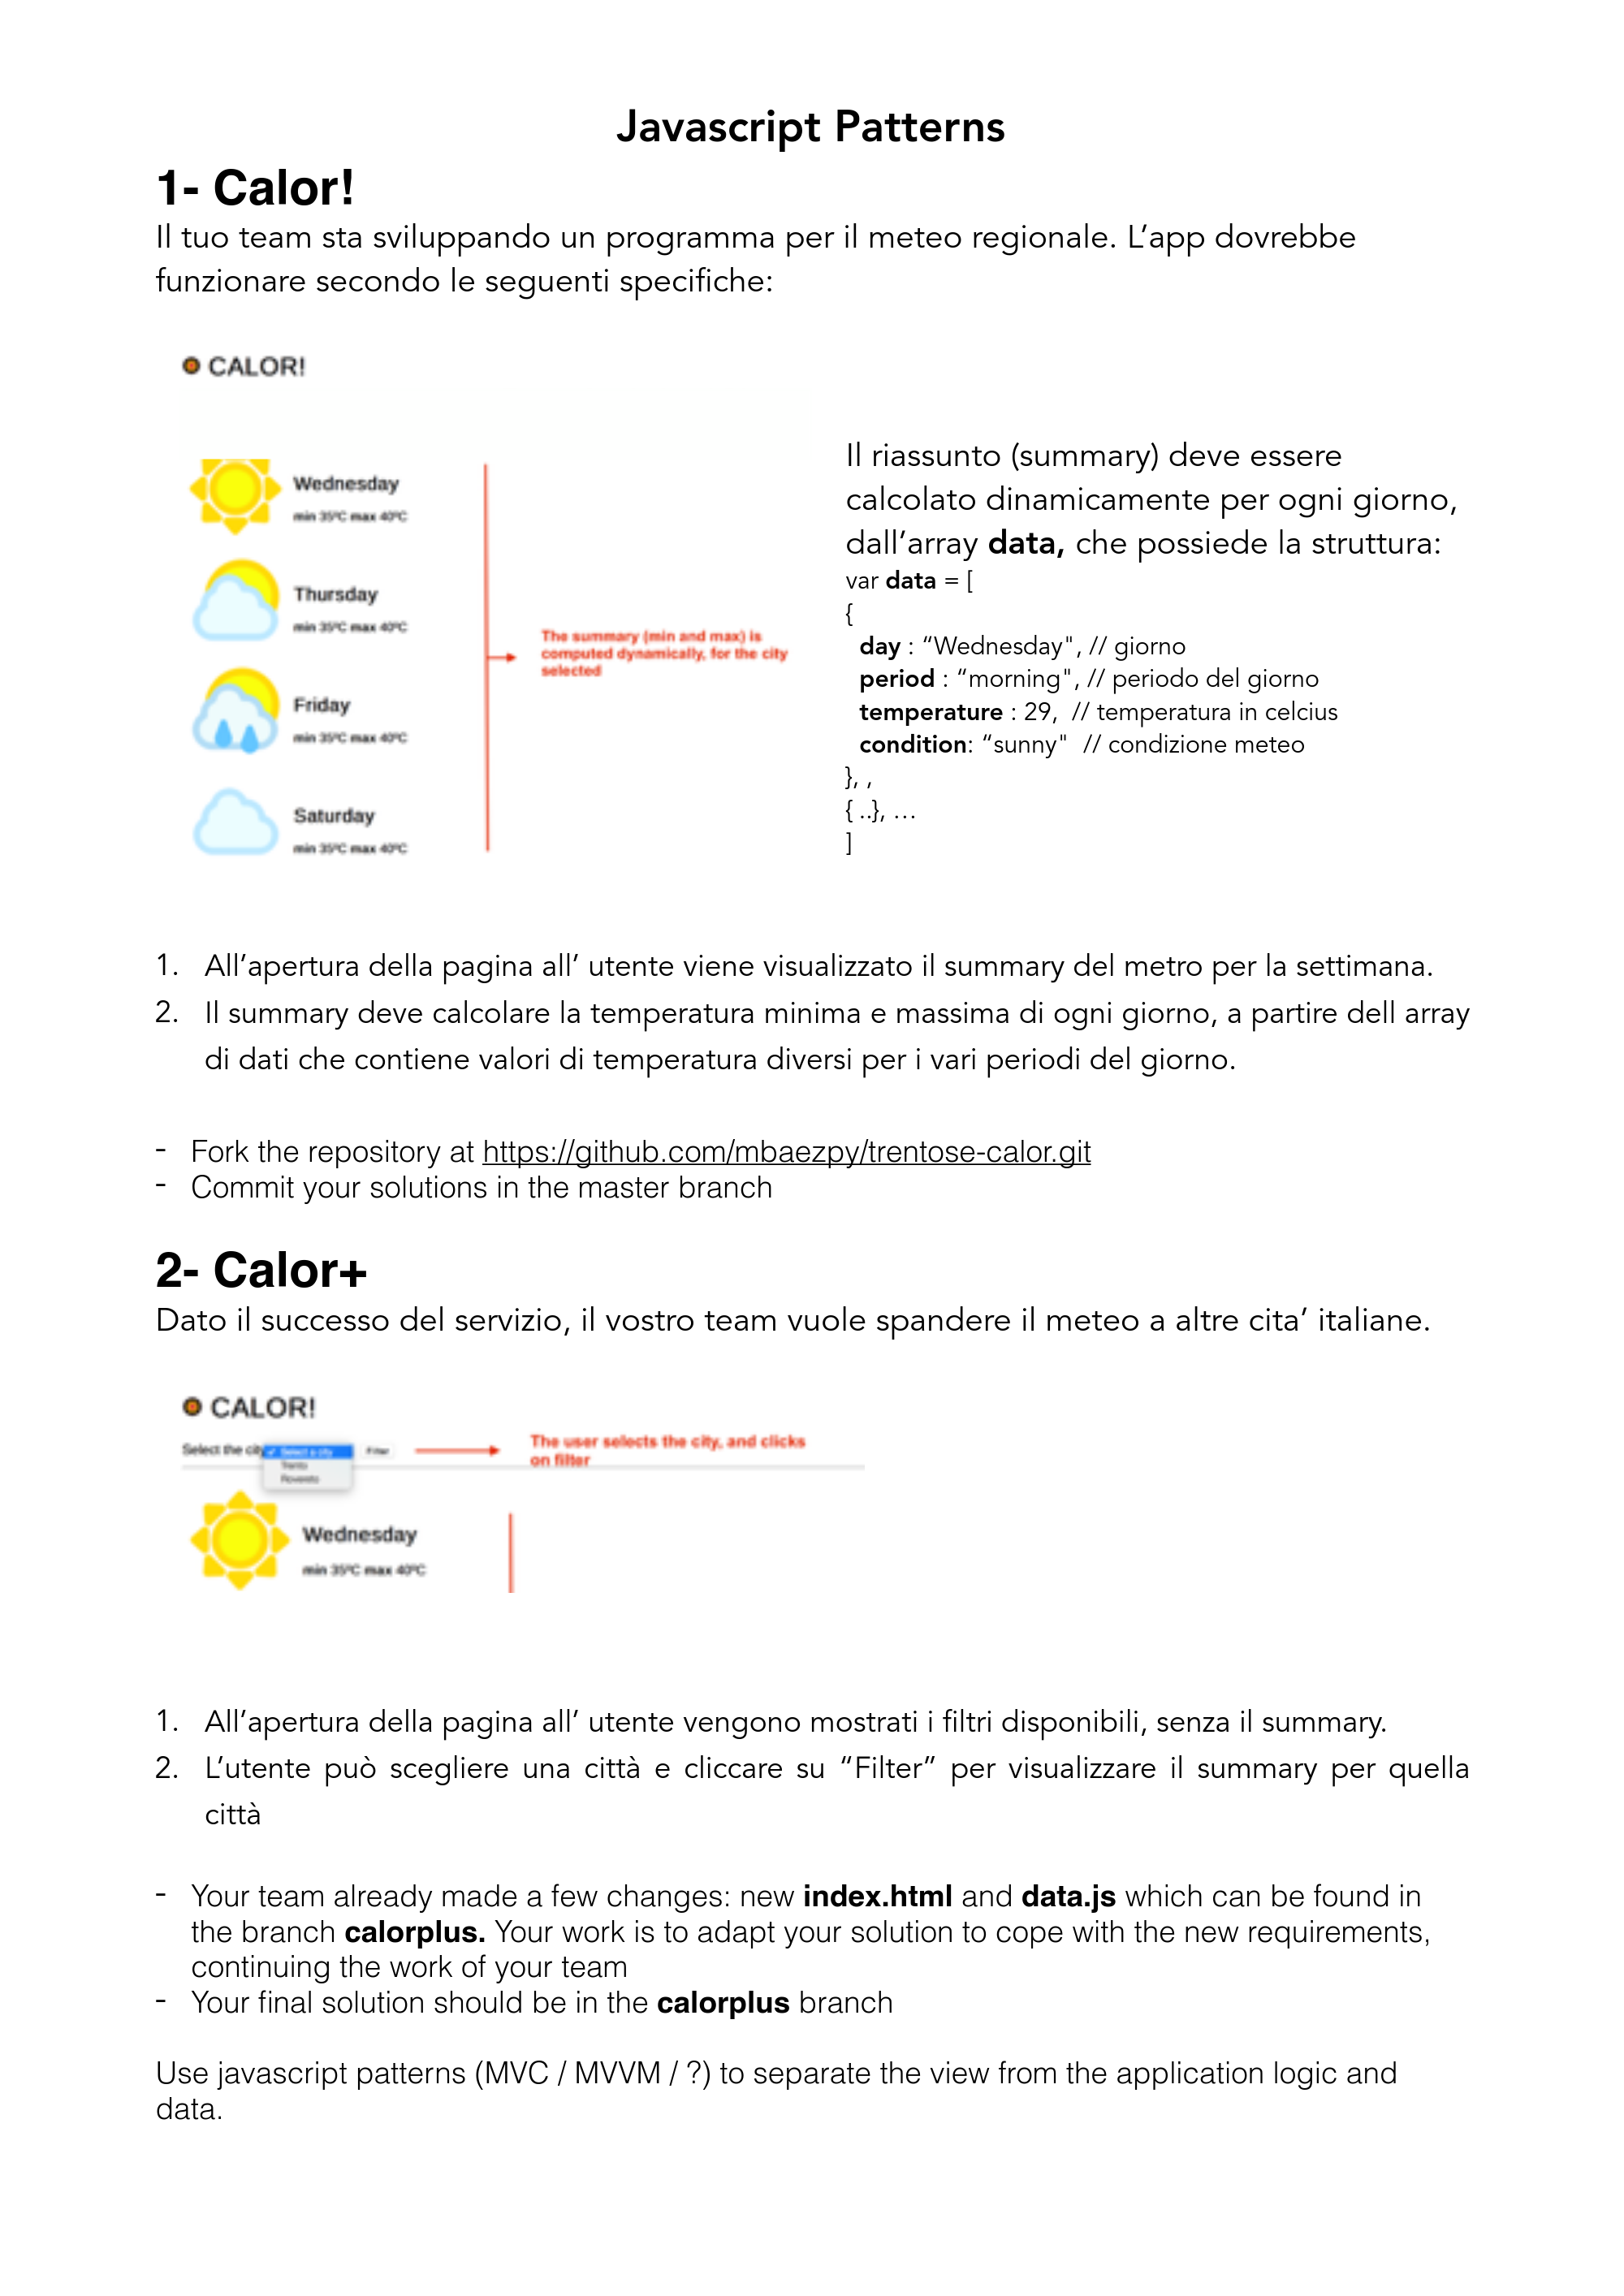 Javascript Patterns
1- Calor!
Il tuo team sta sviluppando un programma per il meteo regionale. L’app dovrebbe
funzionare secondo le seguenti specifiche:
CALOR!
Wednesday
min 35ºC max 40ºC
Thursday
min 35ºC max 40ºC
Friday
min 35ºC max 40ºC
Saturday
min 35ºC max 40ºC
The summary (min and max) is
computed dynamically, for the city
selected
Il riassunto (summary) deve essere
calcolato dinamicamente per ogni giorno,
dall’array data, che possiede la struttura:
var data = [
{
day : “Wednesday", // giorno
period : “morning", // periodo del giorno
temperature : 29, // temperatura in celcius
condition: “sunny" // condizione meteo
}, ,
{ ..}, …
]
1. All’apertura della pagina all’ utente viene visualizzato il summary del metro per la settimana.
2. Il summary deve calcolare la temperatura minima e massima di ogni giorno, a partire dell array
di dati che contiene valori di temperatura diversi per i vari periodi del giorno.
- Fork the repository at https://github.com/mbaezpy/trentose-calor.git
- Commit your solutions in the master branch
2- Calor+
Dato il successo del servizio, il vostro team vuole spandere il meteo a altre cita’ italiane.
CALOR!
Select the city ✓ Select a city Filter
Trento
Rovereto
The user selects the city, and clicks
on filter
Wednesday
min 35ºC max 40ºC
1. All’apertura della pagina all’ utente vengono mostrati i filtri disponibili, senza il summary.
2. L’utente può scegliere una città e cliccare su “Filter” per visualizzare il summary per quella
città
- Your team already made a few changes: new index.html and data.js which can be found in
the branch calorplus. Your work is to adapt your solution to cope with the new requirements,
continuing the work of your team
- Your final solution should be in the calorplus branch
Use javascript patterns (MVC / MVVM / ?) to separate the view from the application logic and
data.